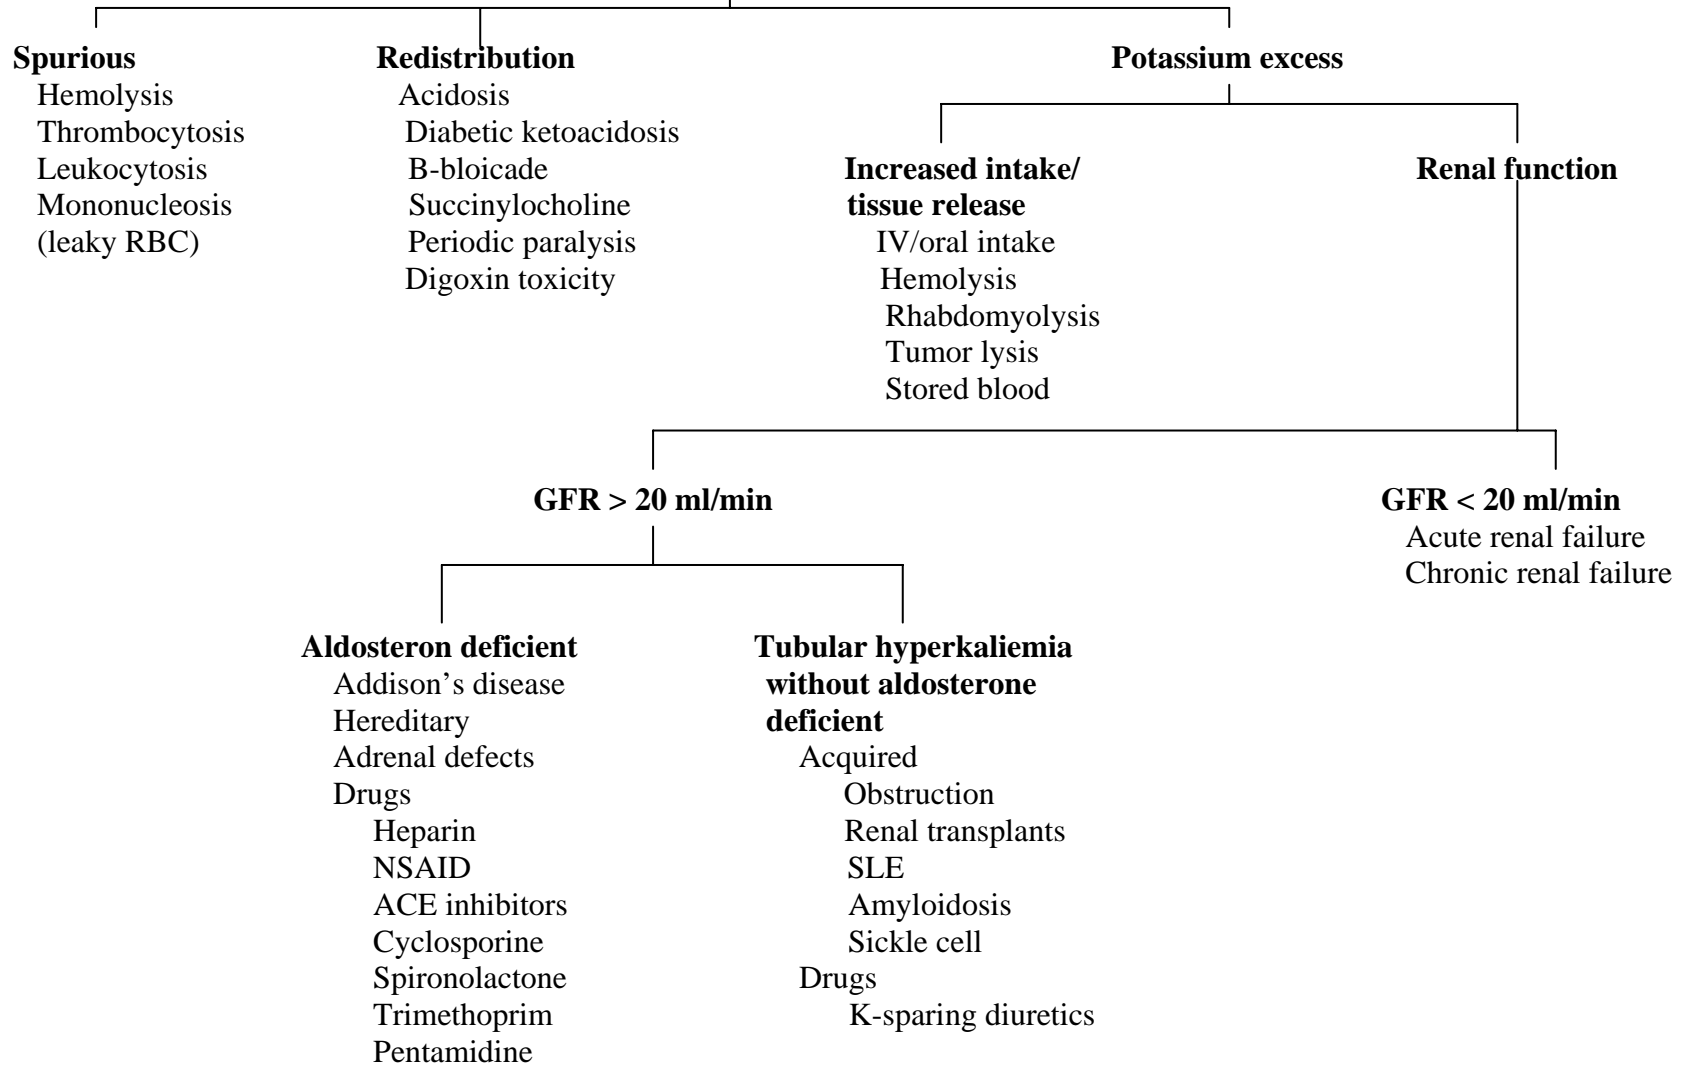 Spurious
Hemolysis
Thrombocytosis
Leukocytosis
Mononucleosis
(leaky RBC)
Redistribution
Acidosis
Diabetic ketoacidosis
B-bloicade
Succinylocholine
Periodic paralysis
Digoxin toxicity
Potassium excess
Increased intake/
tissue release
IV/oral intake
Hemolysis
Rhabdomyolysis
Tumor lysis
Stored blood
Renal function
GFR > 20 ml/min
GFR < 20 ml/min
Acute renal failure
Chronic renal failure
Aldosteron deficient
Addison’s disease
Hereditary
Adrenal defects
Drugs
Heparin
NSAID
ACE inhibitors
Cyclosporine
Spironolactone
Trimethoprim
Pentamidine
Tubular hyperkaliemia
without aldosterone
deficient
Acquired
Obstruction
Renal transplants
SLE
Amyloidosis
Sickle cell
Drugs
K-sparing diuretics